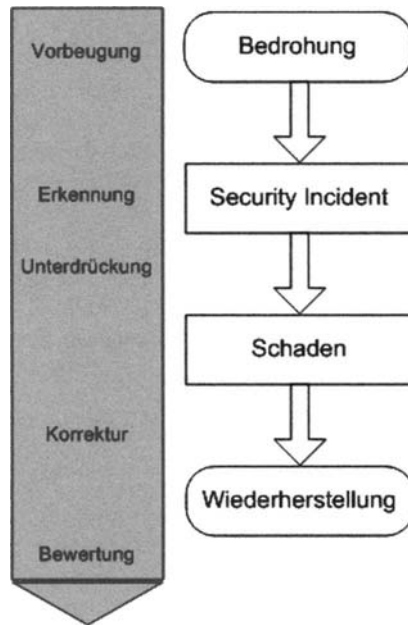 Vorbeugung
Bedrohung
Erkennung
Security Incident
Unterdrückung
Schaden
Korrektur
Wiederherstellung
Bewertung